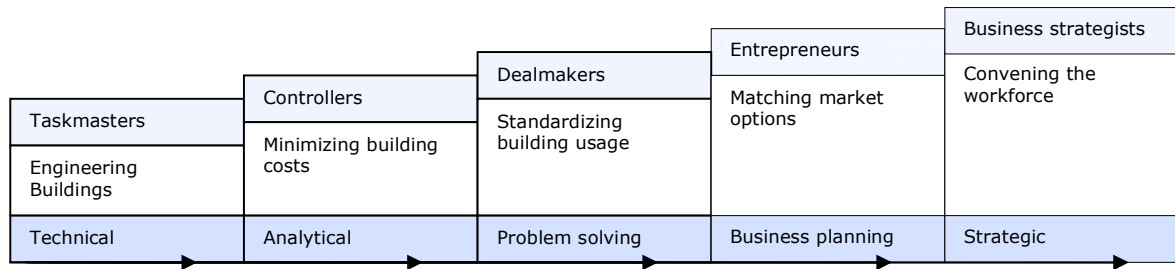 Taskmasters
Engineering
Buildings
Technical
Controllers
Minimizing building
costs
Analytical
Dealmakers
Standardizing
building usage
Problem solving
Entrepreneurs
Matching market
options
Business planning
Business strategists
Convening the
workforce
Strategic